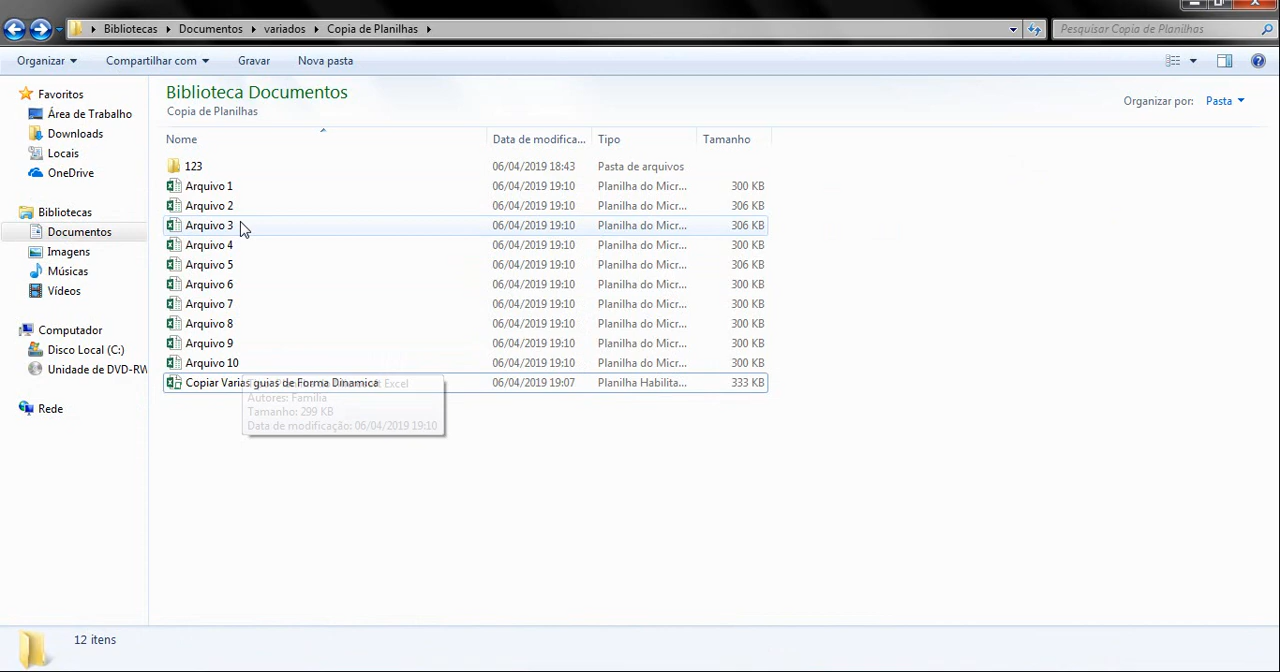 Bibliotecas Documentos variados Copia de Planilhas Pesquisar Copia de Planilhas
Organizar Compartilhar com Gravar Nova pasta
Favoritos
Área de Trabalho
Downloads
Locais
OneDrive
Bibliotecas
Documentos
Imagens
Músicas
Vídeos
Computador
Disco Local (C:)
Unidade de DVD-RW
Rede
Biblioteca Documentos
Copia de Planilhas
Organizar por: Pasta
Nome Data de modifica... Tipo Tamanho
123 06/04/2019 18:43 Pasta de arquivos
Arquivo 1 06/04/2019 19:10 Planilha do Micr... 300 KB
Arquivo 2 06/04/2019 19:10 Planilha do Micr... 306 KB
Arquivo 3 06/04/2019 19:10 Planilha do Micr... 306 KB
Arquivo 4 06/04/2019 19:10 Planilha do Micr... 300 KB
Arquivo 5 06/04/2019 19:10 Planilha do Micr... 306 KB
Arquivo 6 06/04/2019 19:10 Planilha do Micr... 300 KB
Arquivo 7 06/04/2019 19:10 Planilha do Micr... 300 KB
Arquivo 8 06/04/2019 19:10 Planilha do Micr... 300 KB
Arquivo 9 06/04/2019 19:10 Planilha do Micr... 300 KB
Arquivo 10 06/04/2019 19:10 Planilha do Micr... 300 KB
Copiar Varias guias de Forma Dinamica 06/04/2019 19:07 Planilha Habilita... 333 KB
Excel
Autores: Familia
Tamanho: 299 KB
Data de modificação: 06/04/2019 19:10
12 itens